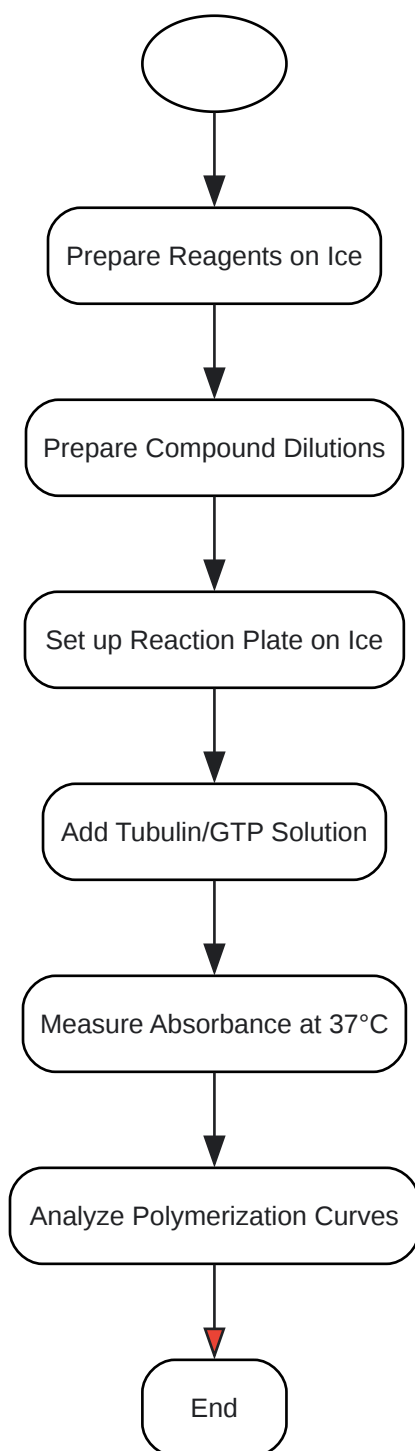 Prepare Reagents on Ice
Prepare Compound Dilutions
Set up Reaction Plate on Ice
Add Tubulin/GTP Solution
Measure Absorbance at 37°C
Analyze Polymerization Curves
End